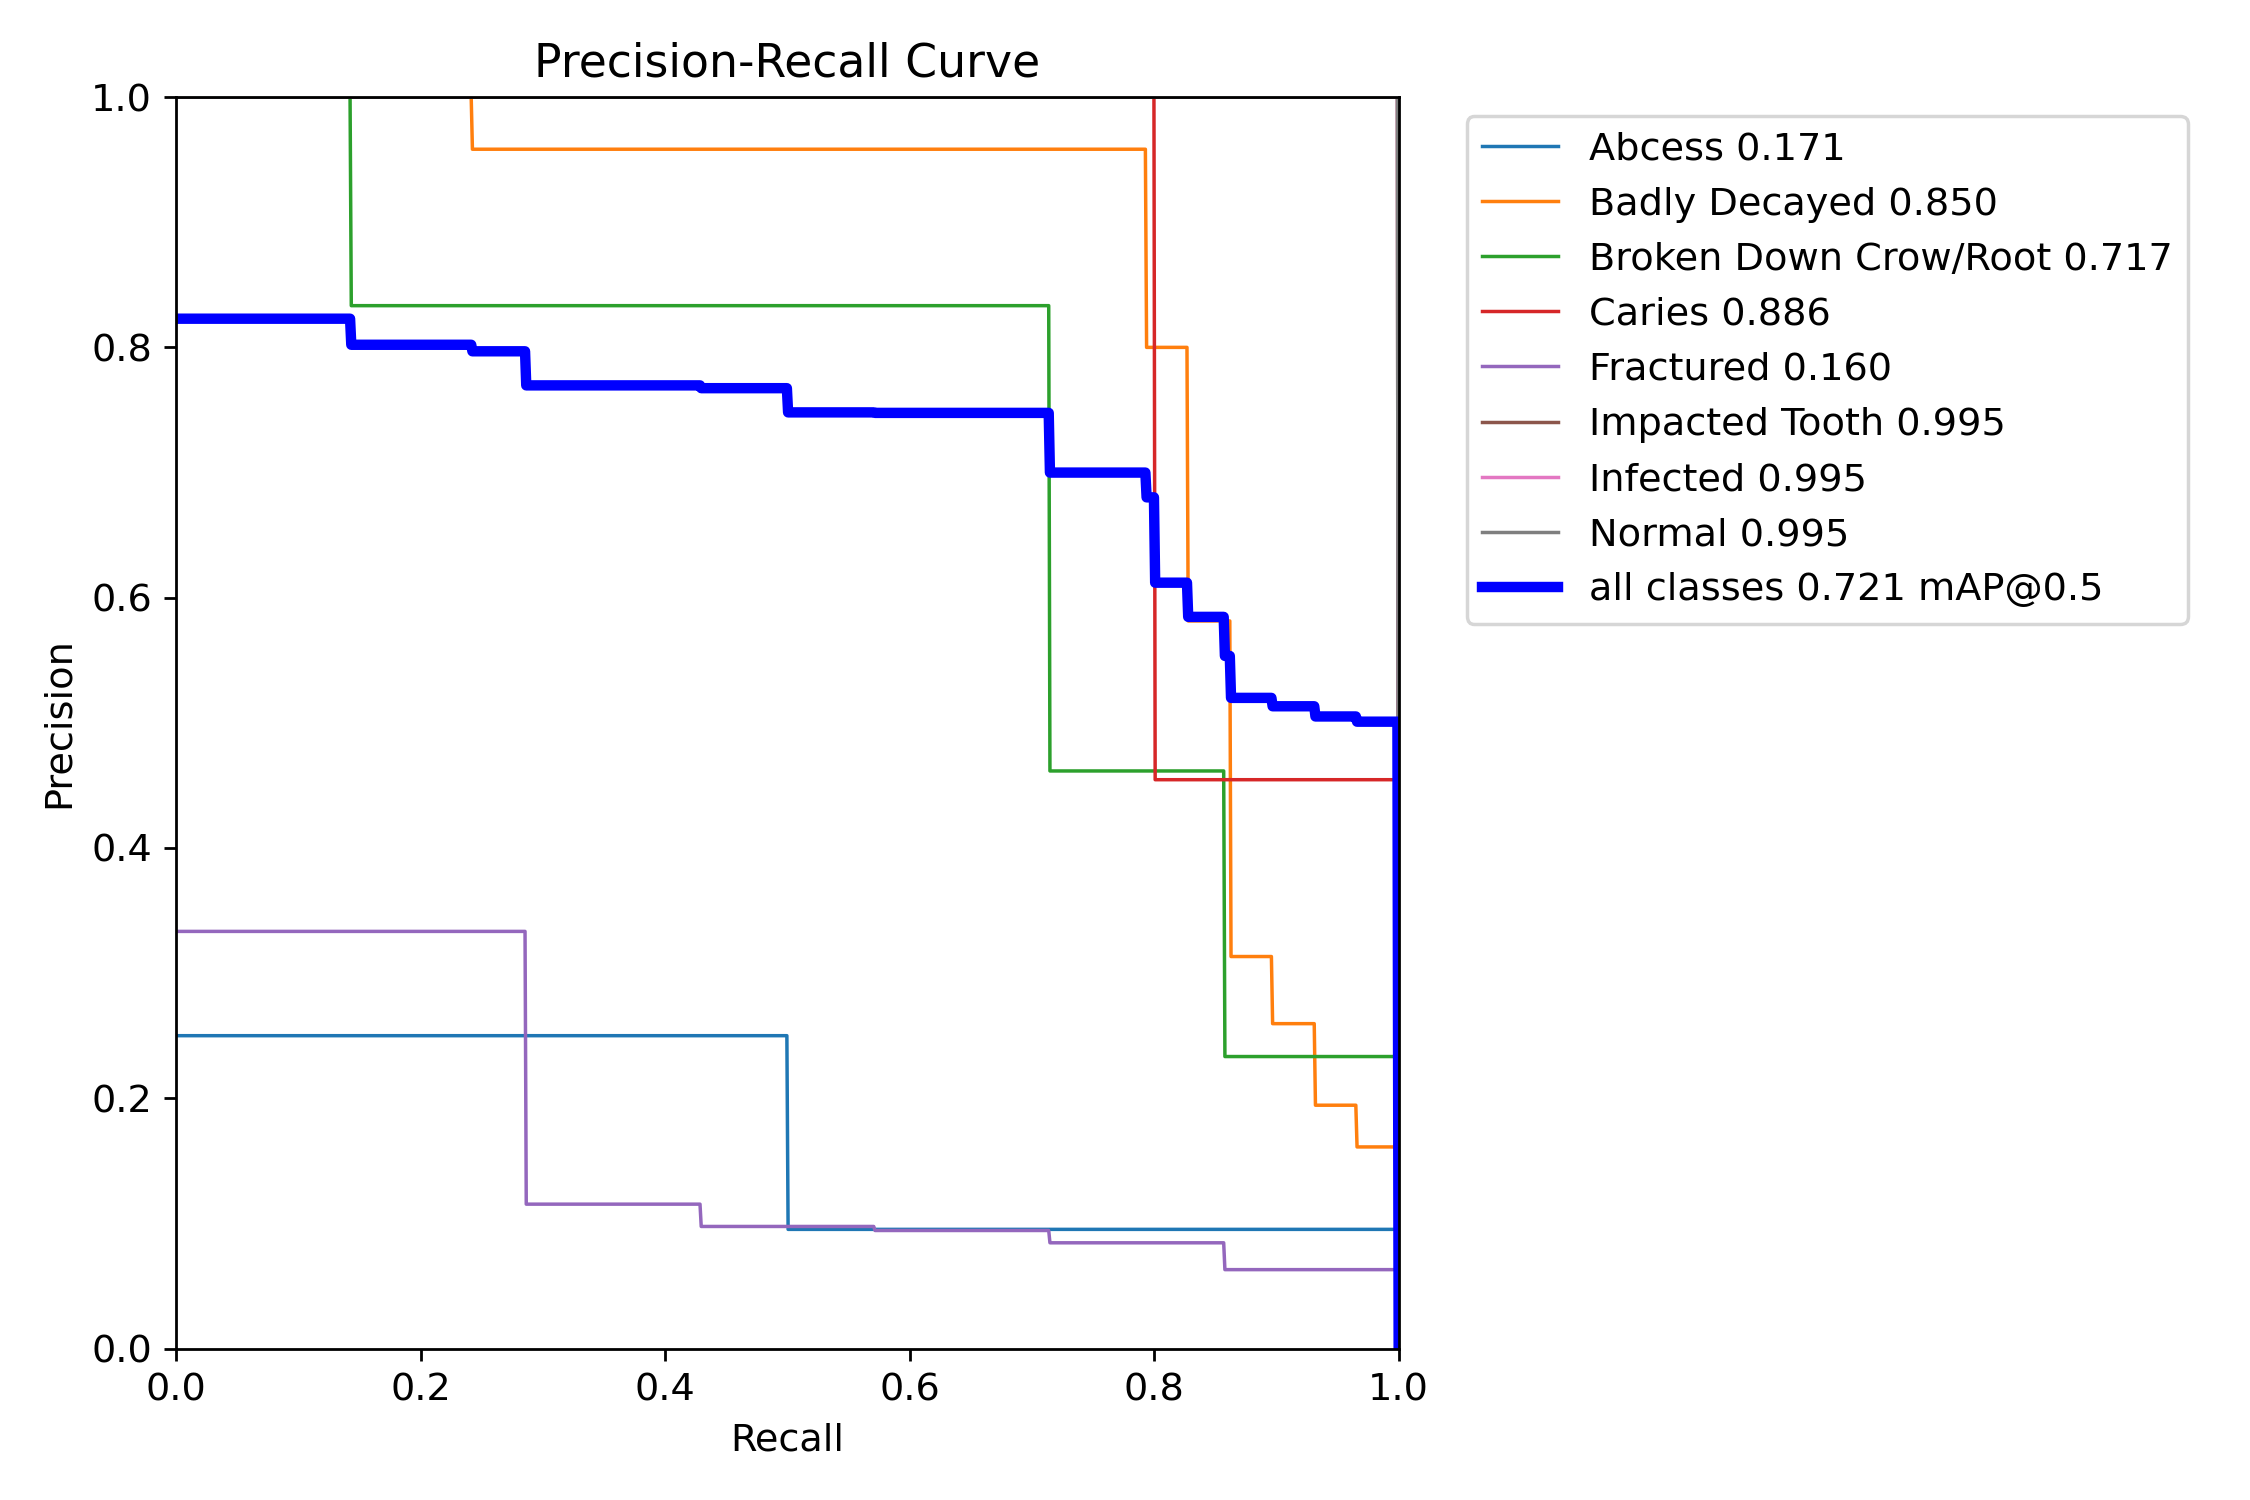 Precision-Recall Curve
1.0
0.8
0.6
0.4
0.2
0.0
Precision
0.0 0.2 0.4 0.6 0.8 1.0
Recall
Abcess 0.171
Badly Decayed 0.850
Broken Down Crow/Root 0.717
Caries 0.886
Fractured 0.160
Impacted Tooth 0.995
Infected 0.995
Normal 0.995
all classes 0.721 mAP@0.5